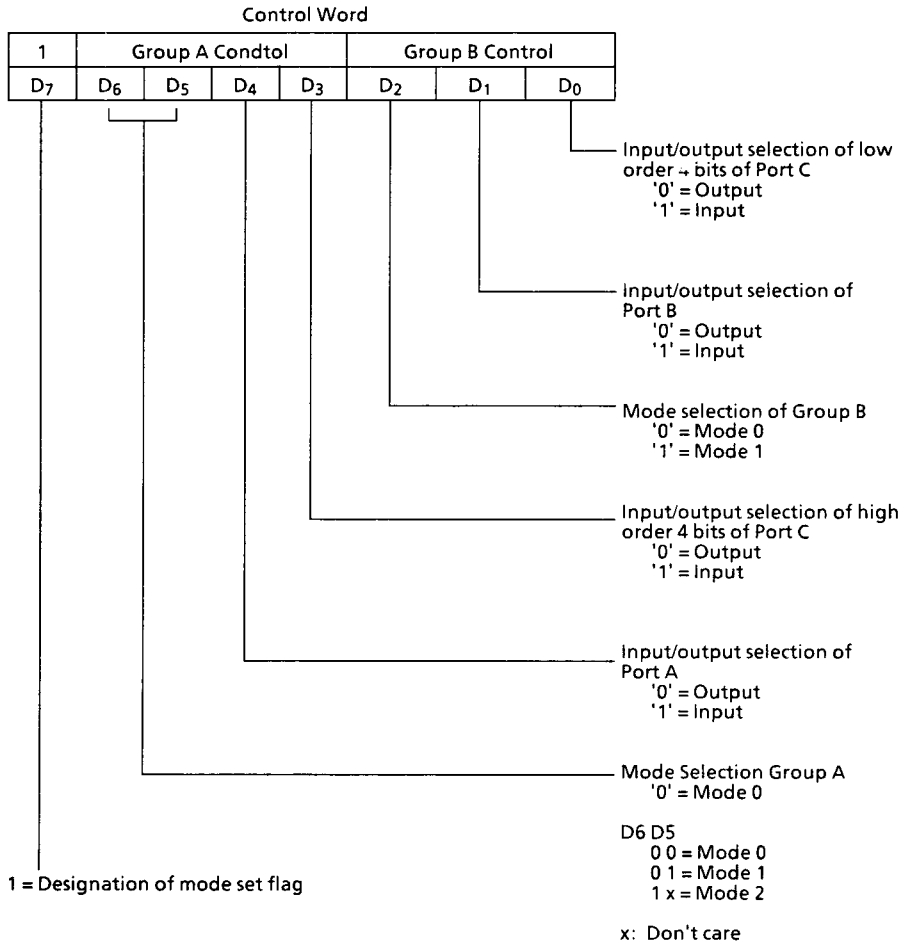 Control Word
1 Group A Condtol Group B Control
D7 D6 D5 D4 D3 D2 D1 D0
Input/output selection of low
order 4 bits of Port C
'0' = Output
'1' = Input
Input/output selection of
Port B
'0' = Output
'1' = Input
Mode selection of Group B
'0' = Mode 0
'1' = Mode 1
Input/output selection of high
order 4 bits of Port C
'0' = Output
'1' = Input
Input/output selection of
Port A
'0' = Output
'1' = Input
Mode Selection Group A
'0' = Mode 0
D6 D5
0 0 = Mode 0
0 1 = Mode 1
1 x = Mode 2
1 = Designation of mode set flag
x: Don't care